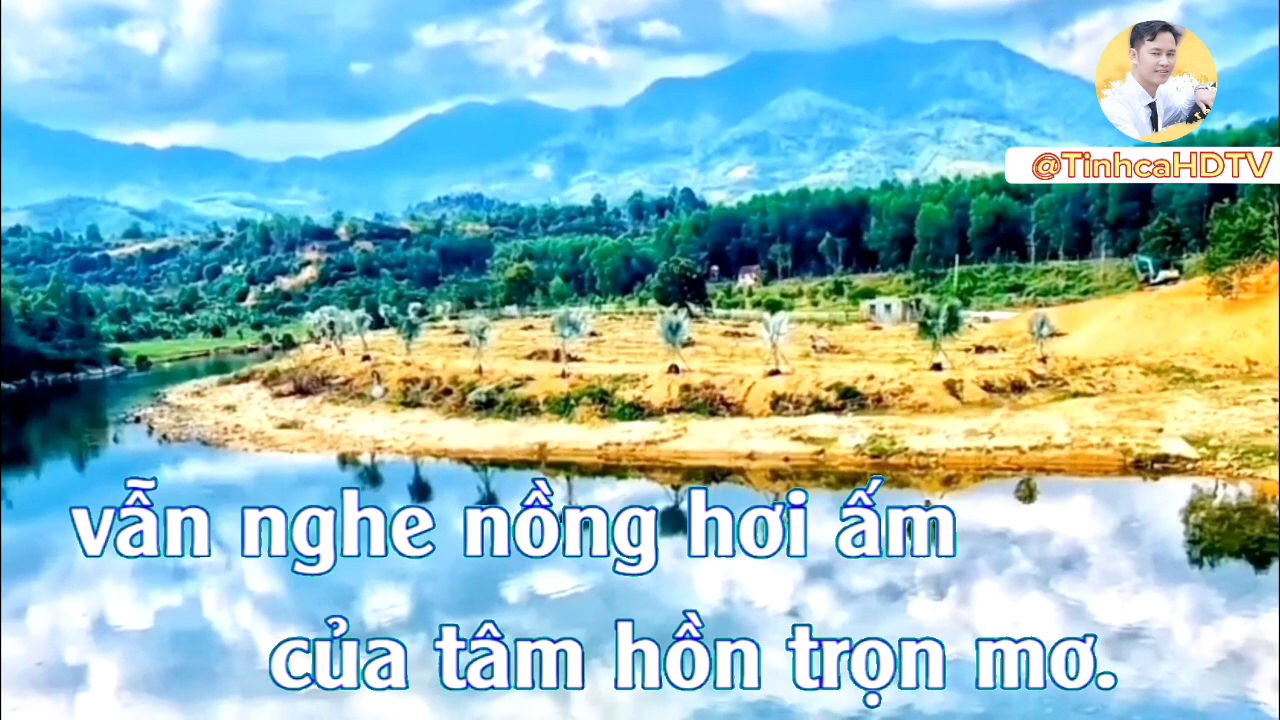 @TinhcaHDTV
vẫn nghe nồng hơi ấm
của tâm hồn trọn mơ.